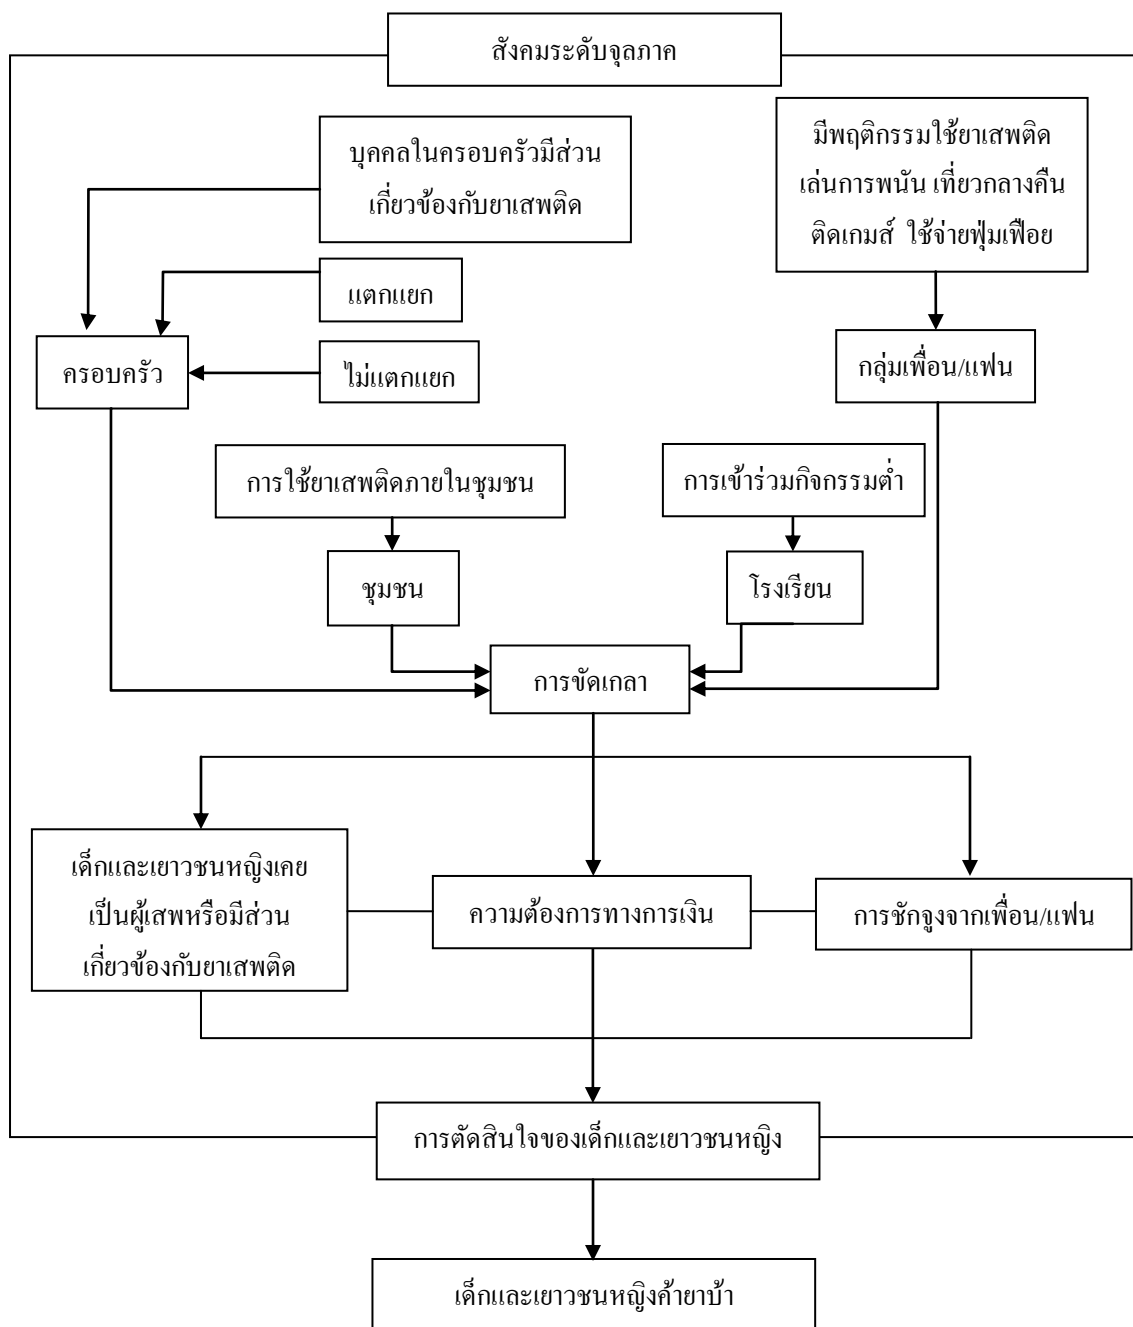 สังคมระดับจุลภาค
บุคคลในครอบครัวมีส่วน
เกี่ยวข้องกับยาเสพติด
มีพฤติกรรมใช้ยาเสพติด
เล่นการพนัน เที่ยวกลางคืน
ติดเกมส์ ใช้จ่ายฟุ่มเฟือย
แตกแยก
ครอบครัว
ไม่แตกแยก
กลุ่มเพื่อน/แฟน
การใช้ยาเสพติดภายในชุมชน
การเข้าร่วมกิจกรรมต่ำ
ชุมชน
โรงเรียน
การขัดเกลา
เด็กและเยาวชนหญิงเคย
เป็นผู้เสพหรือมีส่วน
เกี่ยวข้องกับยาเสพติด
ความต้องการทางการเงิน
การชักจูงจากเพื่อน/แฟน
การตัดสินใจของเด็กและเยาวชนหญิง
เด็กและเยาวชนหญิงค้ายาบ้า